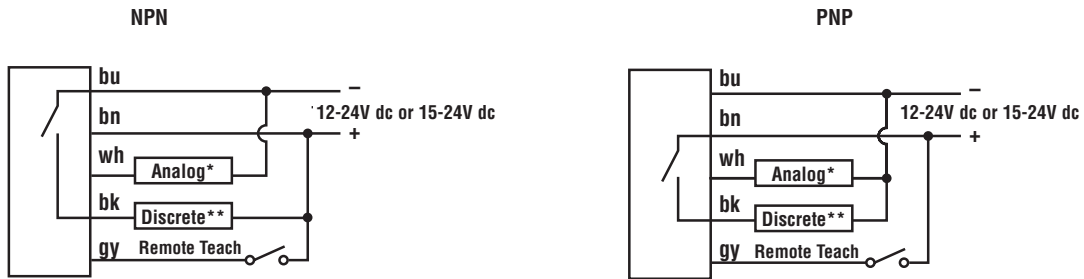 NPN
bu
–
12-24V dc or 15-24V dc
bn
+
wh
Analog*
bk
Discrete**
gy
Remote Teach
PNP
bu
–
12-24V dc or 15-24V dc
bn
+
wh
Analog*
bk
Discrete**
gy
Remote Teach